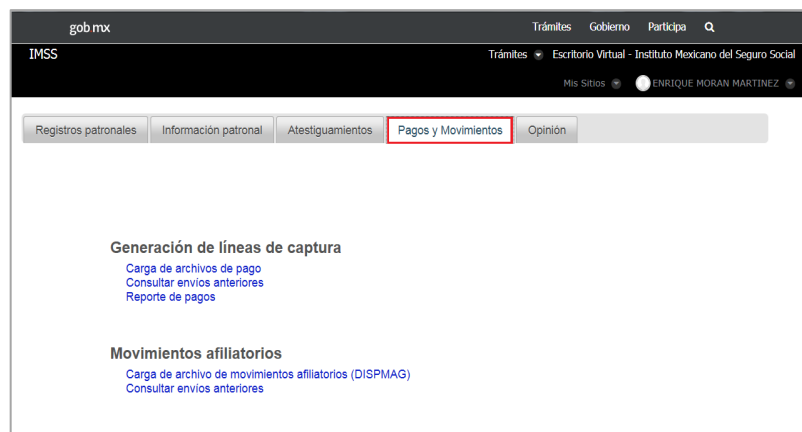 gob mx Trámites Gobierno Participa
IMSS Trámites Escritorio Virtual - Instituto Mexicano del Seguro Social
Mis Sitios ENRIQUE MORAN MARTINEZ
Registros patronales Información patronal Atestiguamientos Pagos y Movimientos Opinión
Generación de líneas de captura
Carga de archivos de pago
Consultar envíos anteriores
Reporte de pagos
Movimientos afiliatorios
Carga de archivo de movimientos afiliatorios (DISPMAG)
Consultar envíos anteriores